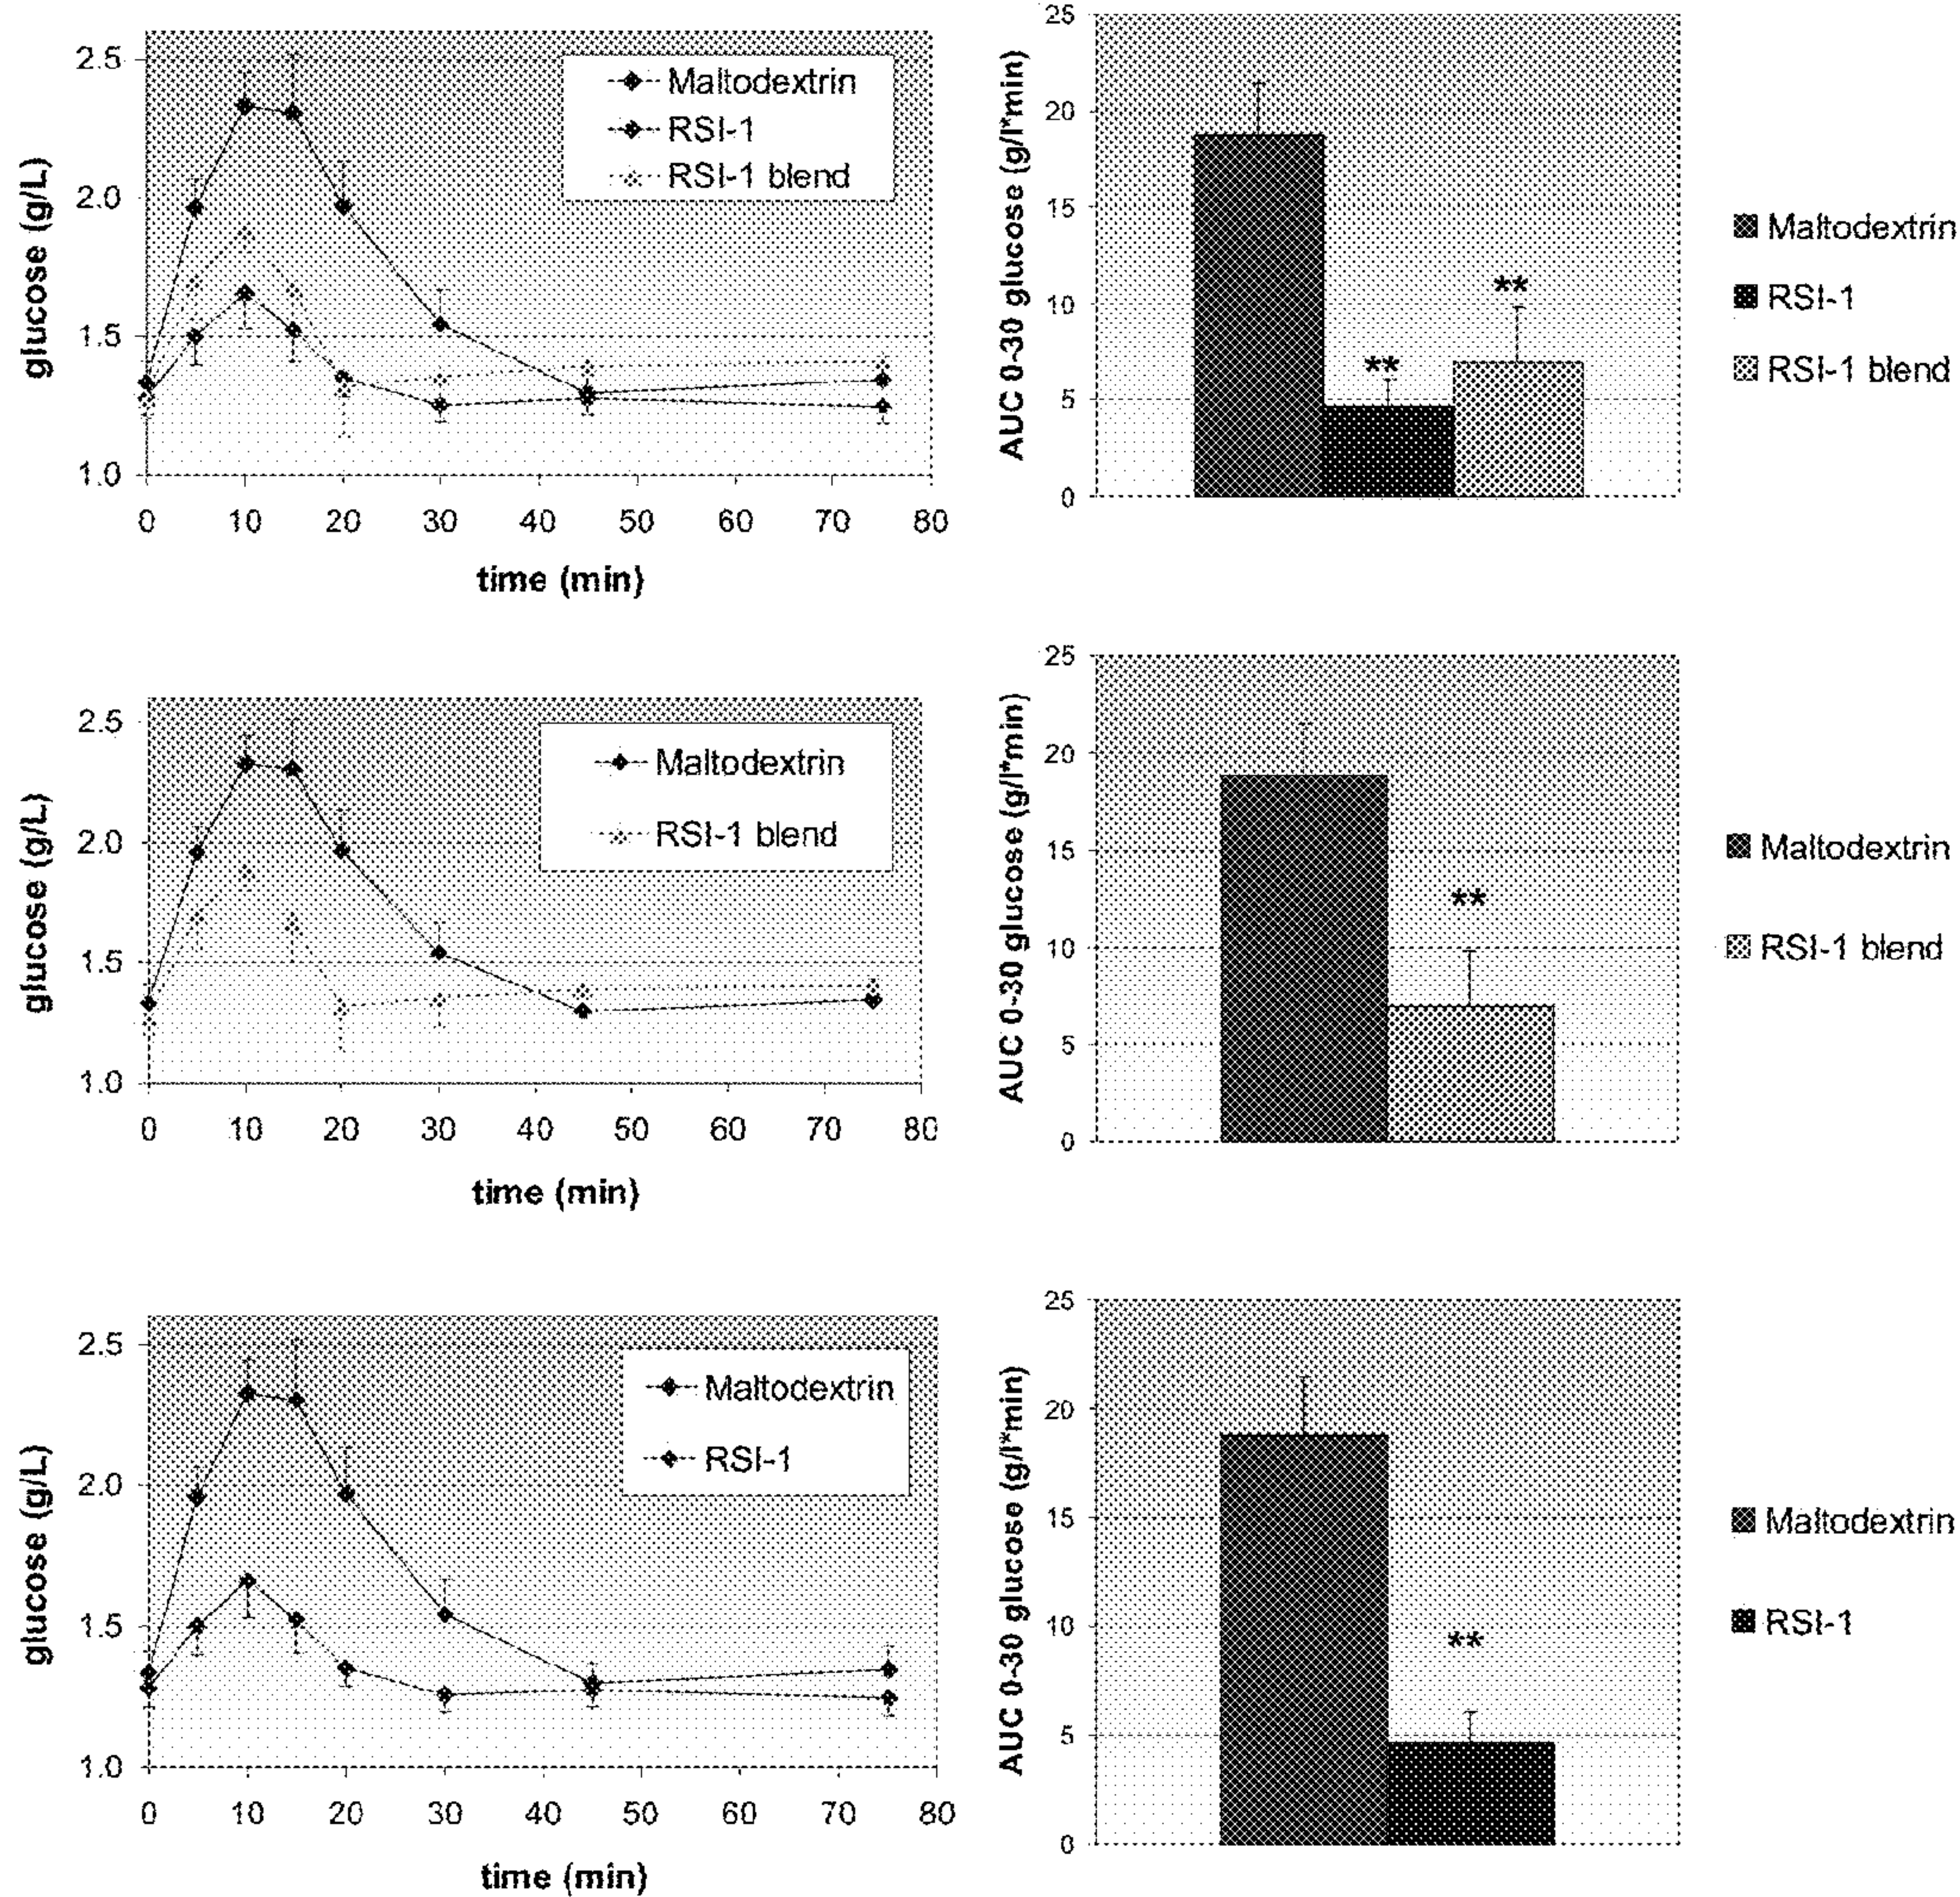 glucose (g/L)
2.5
2.0
1.5
1.0
Maltodextrin
RSI-1
RSI-1 blend
0 10 20 30 40 50 60 70 80
time (min)
AUC 0-30 glucose (g/l*min)
25
20
15
10
5
0
**
**
Maltodextrin
RSI-1
RSI-1 blend
glucose (g/L)
2.5
2.0
1.5
1.0
Maltodextrin
RSI-1 blend
0 10 20 30 40 50 60 70 80
time (min)
AUC 0-30 glucose (g/l*min)
25
20
15
10
5
0
**
Maltodextrin
RSI-1 blend
glucose (g/L)
2.5
2.0
1.5
1.0
Maltodextrin
RSI-1
0 10 20 30 40 50 60 70 80
time (min)
AUC 0-30 glucose (g/l*min)
25
20
15
10
5
0
**
Maltodextrin
RSI-1